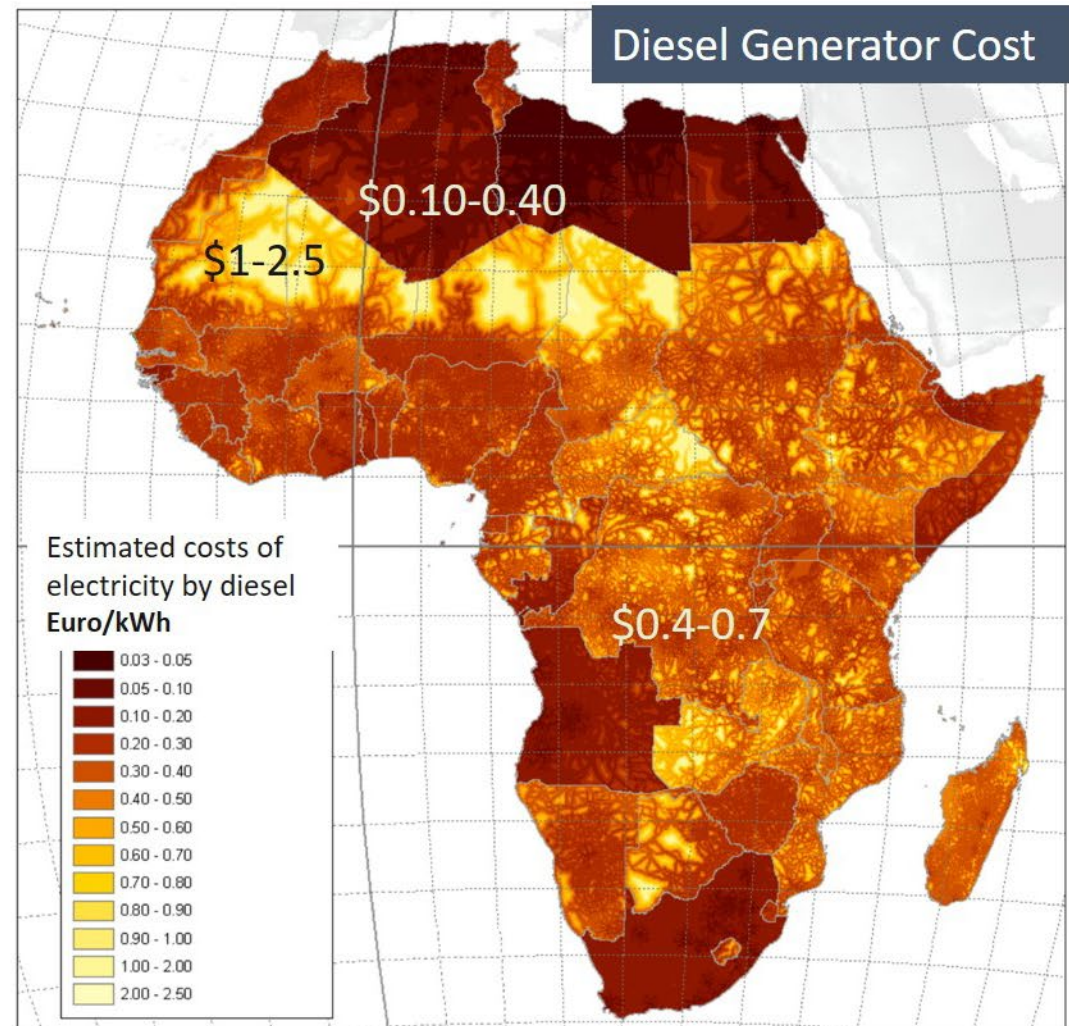 Diesel Generator Cost
$0.10-0.40
$1-2.5
$0.4-0.7
Estimated costs of
electricity by diesel
Euro/kWh
0.03 - 0.05
0.05 - 0.10
0.10 - 0.20
0.20 - 0.30
0.30 - 0.40
0.40 - 0.50
0.50 - 0.60
0.60 - 0.70
0.70 - 0.80
0.80 - 0.90
0.90 - 1.00
1.00 - 2.00
2.00 - 2.50